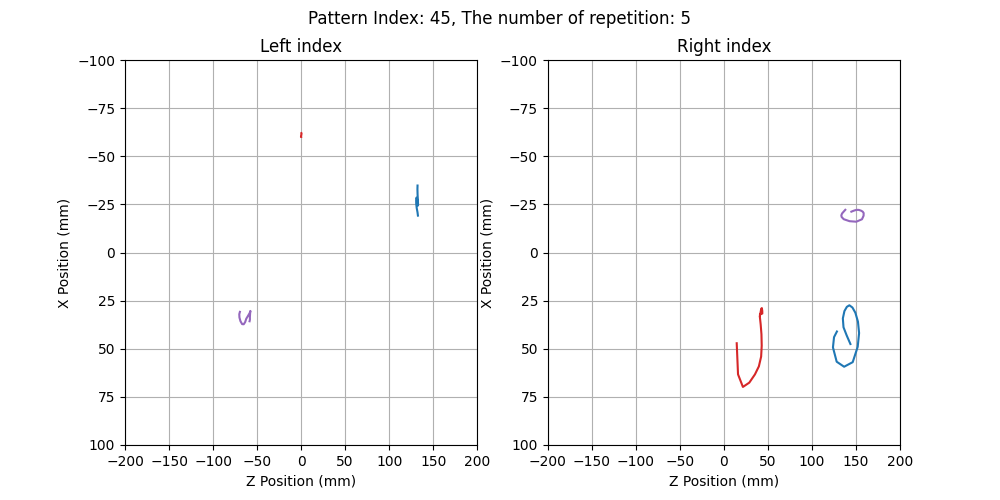 Pattern Index: 45, The number of repetition: 5
Left index
Right index
−100
−75
−50
−25
0
25
50
75
100
X Position (mm)
−200 −150 −100 −50 0 50 100 150 200
Z Position (mm)
−100
−75
−50
−25
0
25
50
75
100
X Position (mm)
−200 −150 −100 −50 0 50 100 150 200
Z Position (mm)